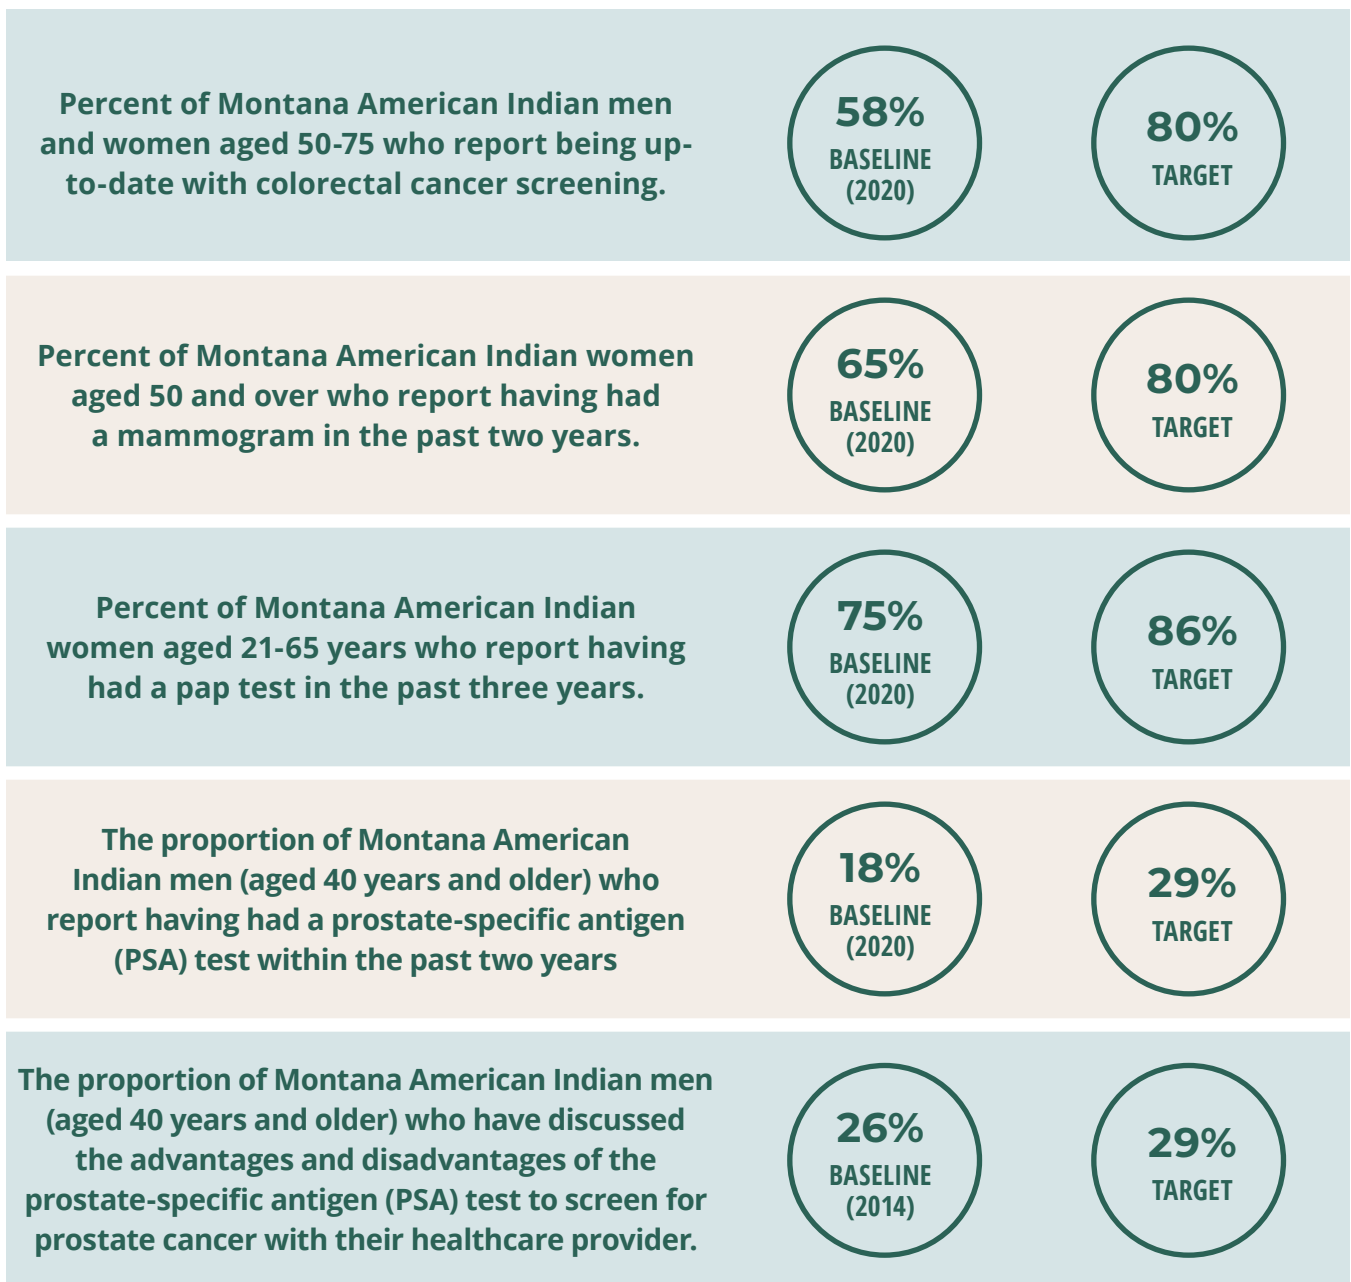 Percent of Montana American Indian men
and women aged 50-75 who report being up-
to-date with colorectal cancer screening.
58%
BASELINE
(2020)
80%
TARGET
Percent of Montana American Indian women
aged 50 and over who report having had
a mammogram in the past two years.
65%
BASELINE
(2020)
80%
TARGET
Percent of Montana American Indian
women aged 21-65 years who report having
had a pap test in the past three years.
75%
BASELINE
(2020)
86%
TARGET
The proportion of Montana American
Indian men (aged 40 years and older) who
report having had a prostate-specific antigen
(PSA) test within the past two years
18%
BASELINE
(2020)
29%
TARGET
The proportion of Montana American Indian men
(aged 40 years and older) who have discussed
the advantages and disadvantages of the
prostate-specific antigen (PSA) test to screen for
prostate cancer with their healthcare provider.
26%
BASELINE
(2014)
29%
TARGET